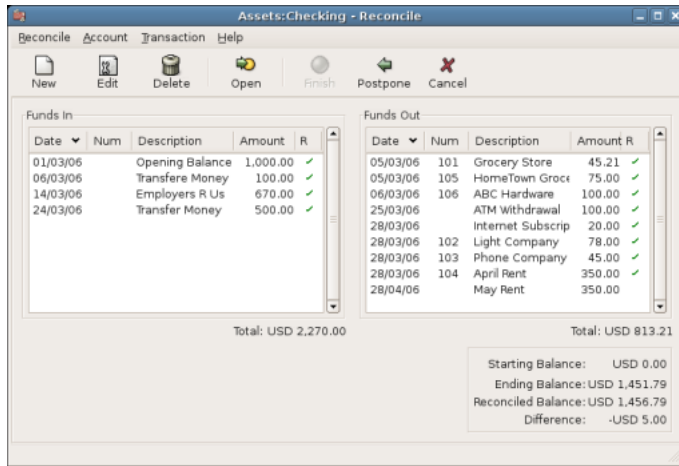 Assets:Checking - Reconcile
Reconcile Account Transaction Help
New Edit Delete Open Finish Postpone Cancel
Funds In
Date Num Description Amount R
01/03/06 Opening Balance 1,000.00
06/03/06 Transfere Money 100.00
14/03/06 Employers R Us 670.00
24/03/06 Transfer Money 500.00
Total: USD 2,270.00
Funds Out
Date Num Description Amount R
05/03/06 101 Grocery Store 45.21
05/03/06 105 HomeTown Groce 75.00
06/03/06 106 ABC Hardware 100.00
25/03/06 ATM Withdrawal 100.00
28/03/06 Internet Subscrip 20.00
28/03/06 102 Light Company 78.00
28/03/06 103 Phone Company 45.00
28/03/06 104 April Rent 350.00
28/04/06 May Rent 350.00
Total: USD 813.21
Starting Balance: USD 0.00
Ending Balance: USD 1,451.79
Reconciled Balance: USD 1,456.79
Difference: -USD 5.00